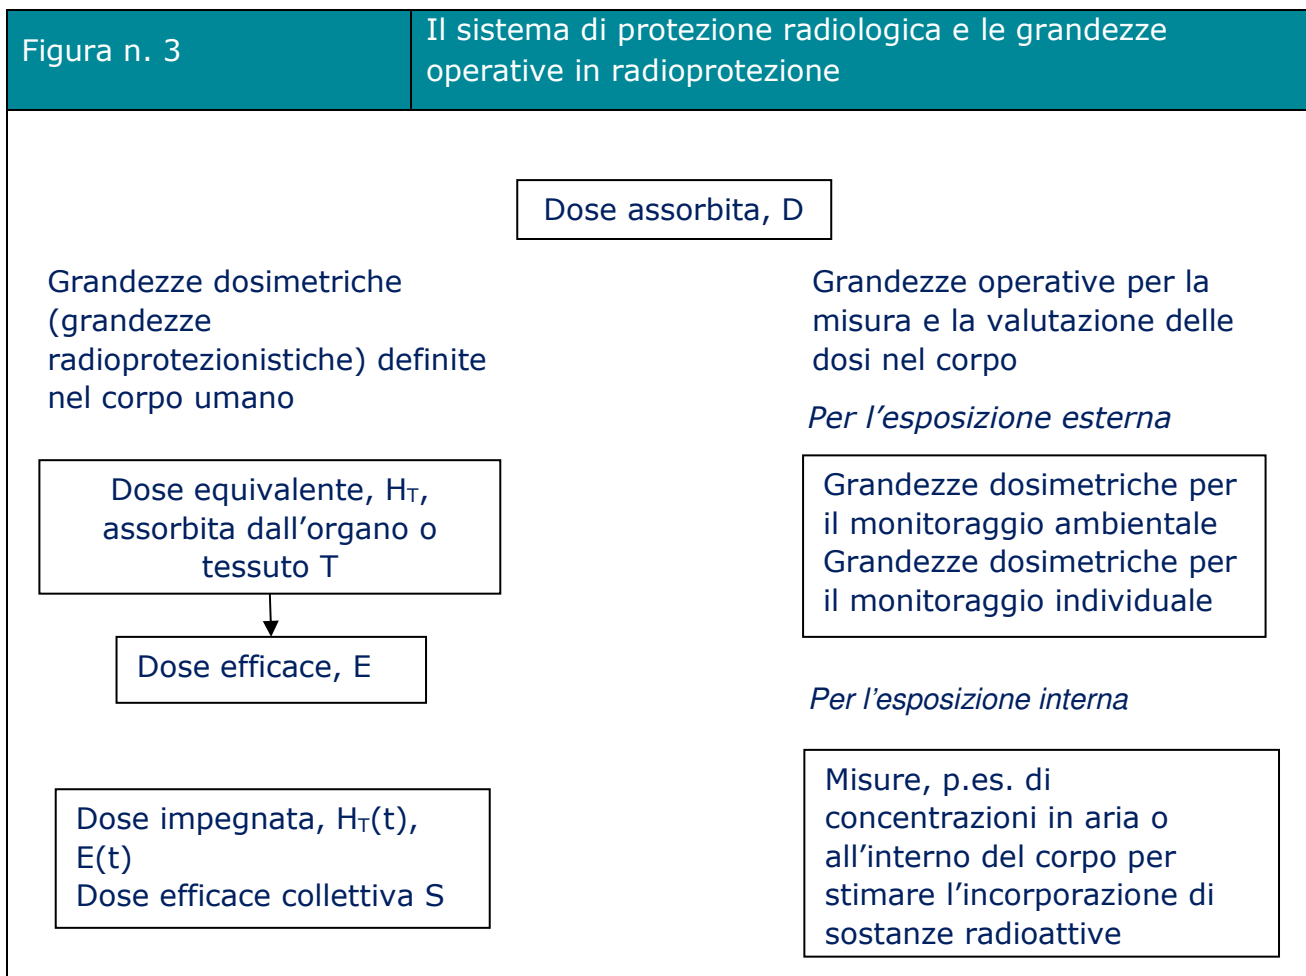 Figura n. 3
Il sistema di protezione radiologica e le grandezze
operative in radioprotezione
Dose assorbita, D
Grandezze dosimetriche
(grandezze
radioprotezionistiche) definite
nel corpo umano
Dose equivalente, H_T,
assorbita dall’organo o
tessuto T
Dose efficace, E
Dose impegnata, H_T(t),
E(t)
Dose efficace collettiva S
Grandezze operative per la
misura e la valutazione delle
dosi nel corpo
Per l’esposizione esterna
Grandezze dosimetriche per
il monitoraggio ambientale
Grandezze dosimetriche per
il monitoraggio individuale
Per l’esposizione interna
Misure, p.es. di
concentrazioni in aria o
all’interno del corpo per
stimare l’incorporazione di
sostanze radioattive